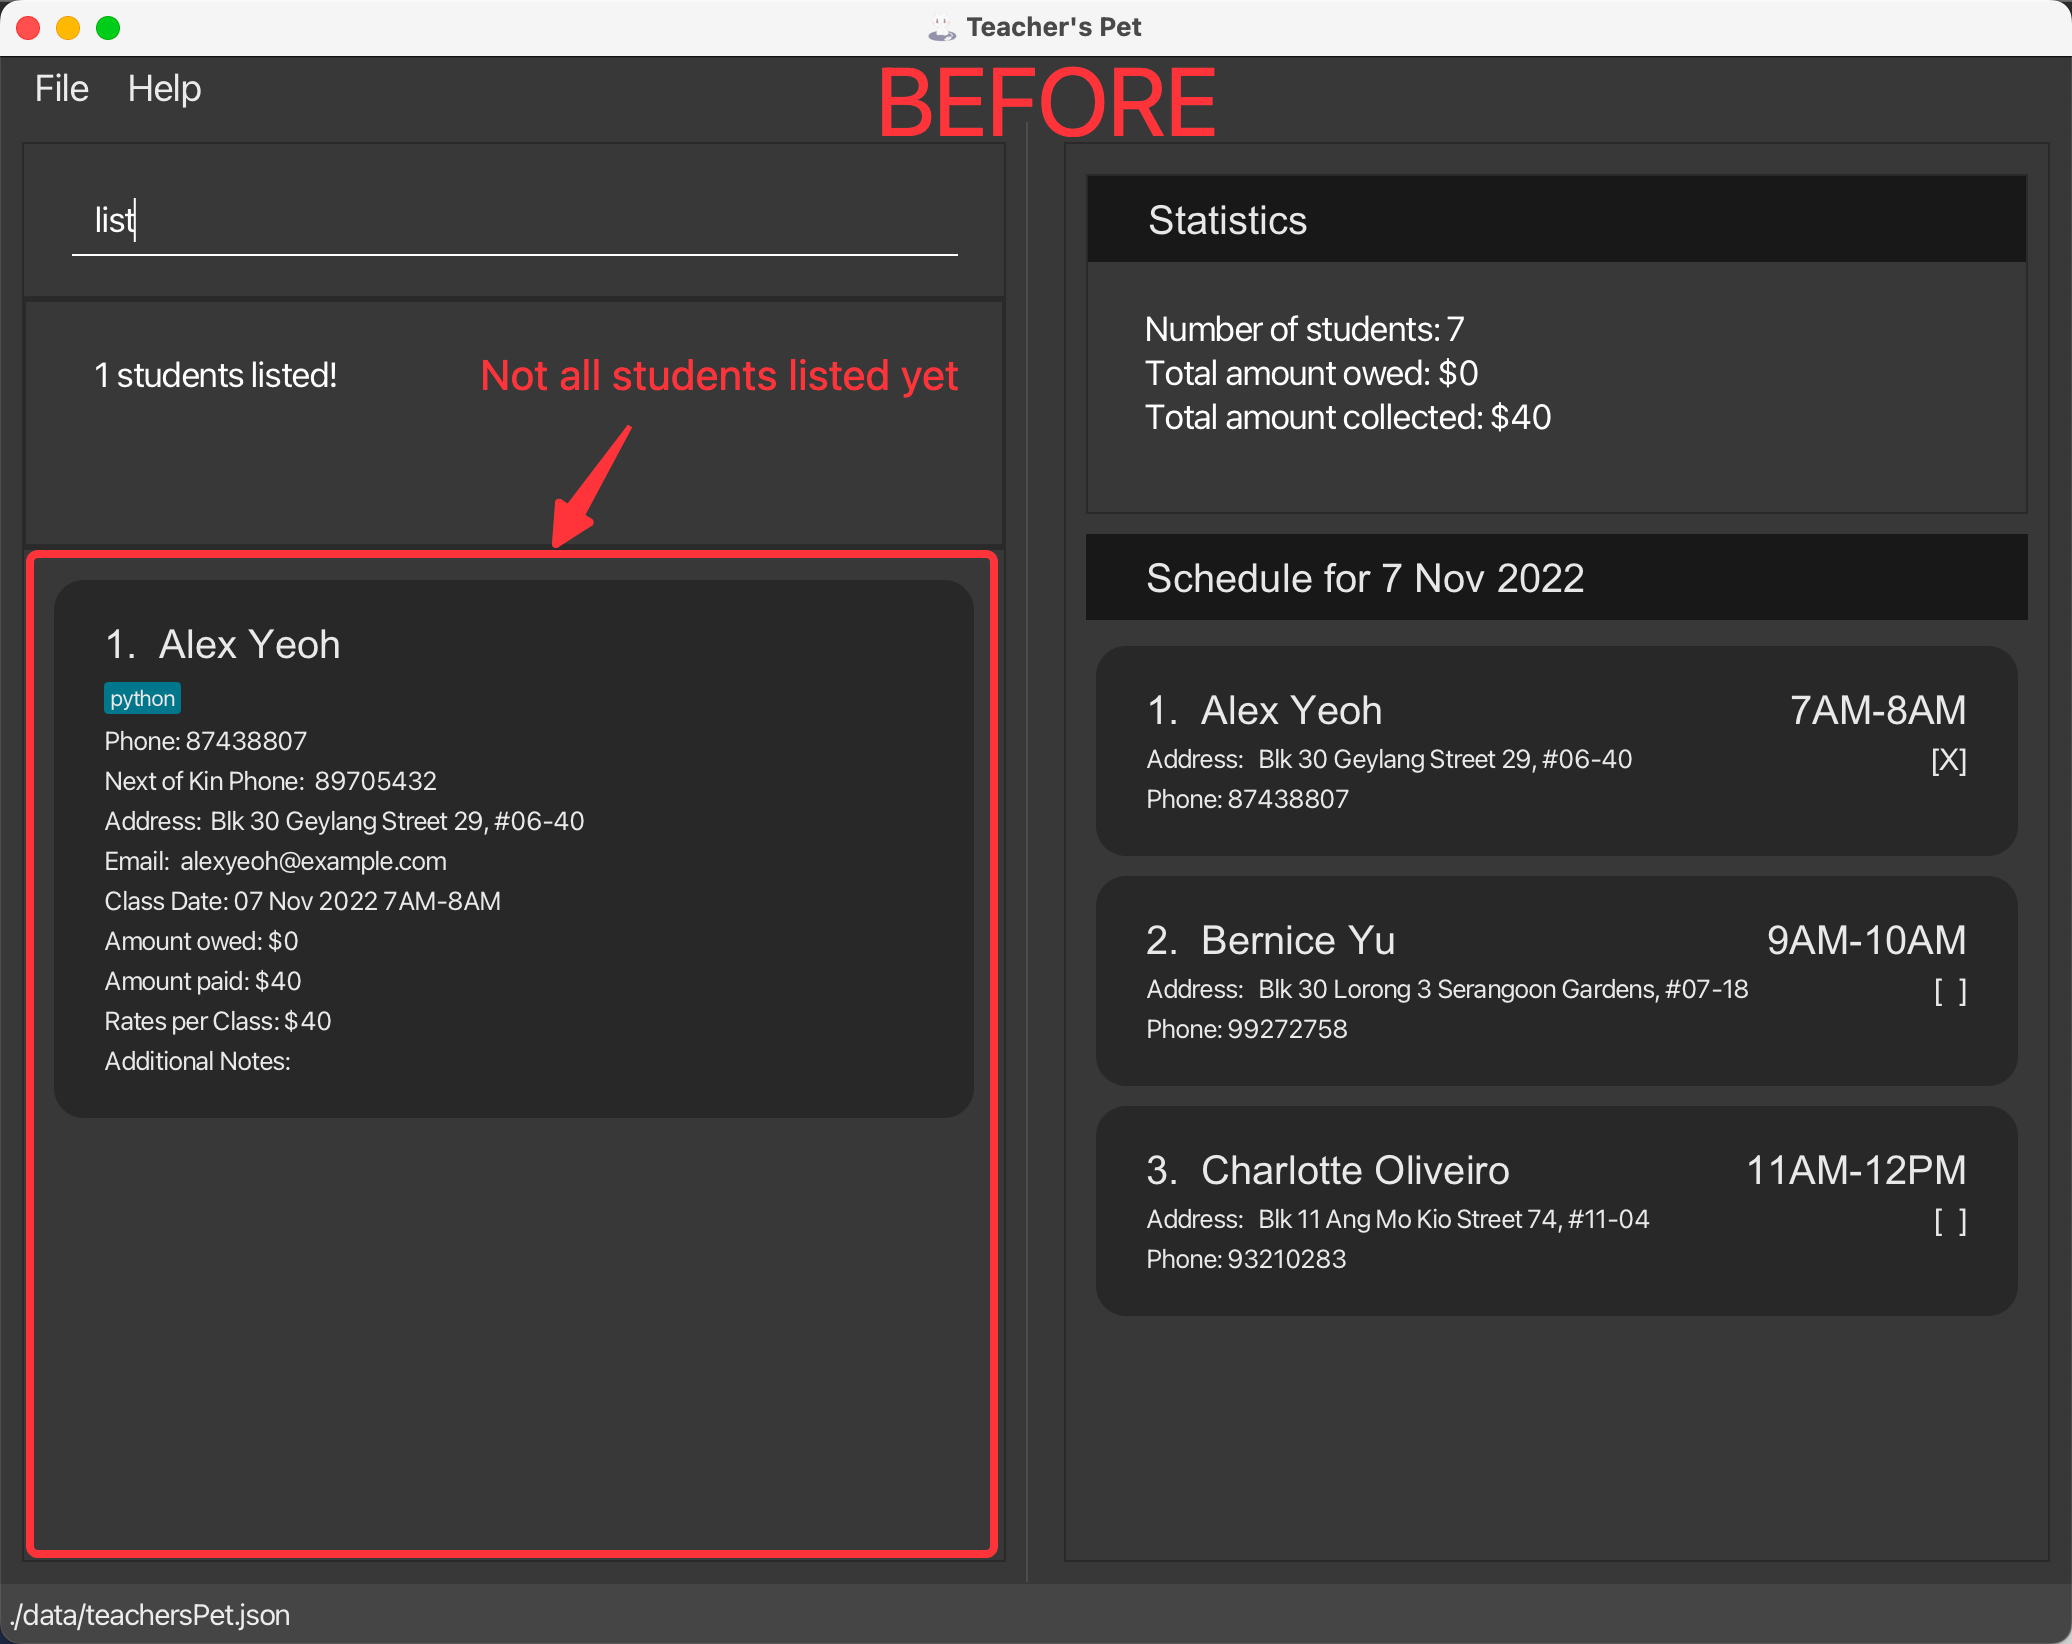 Teacher's Pet
File Help
BEFORE
list
1 students listed!
Not all students listed yet
1. Alex Yeoh
python
Phone: 87438807
Next of Kin Phone: 89705432
Address: Blk 30 Geylang Street 29, #06-40
Email: alexyeoh@example.com
Class Date: 07 Nov 2022 7AM-8AM
Amount owed: $0
Amount paid: $40
Rates per Class: $40
Additional Notes:
Statistics
Number of students: 7
Total amount owed: $0
Total amount collected: $40
Schedule for 7 Nov 2022
1. Alex Yeoh 7AM-8AM
Address: Blk 30 Geylang Street 29, #06-40 [X]
Phone: 87438807
2. Bernice Yu 9AM-10AM
Address: Blk 30 Lorong 3 Serangoon Gardens, #07-18 [ ]
Phone: 99272758
3. Charlotte Oliveiro 11AM-12PM
Address: Blk 11 Ang Mo Kio Street 74, #11-04 [ ]
Phone: 93210283
./data/teachersPet.json